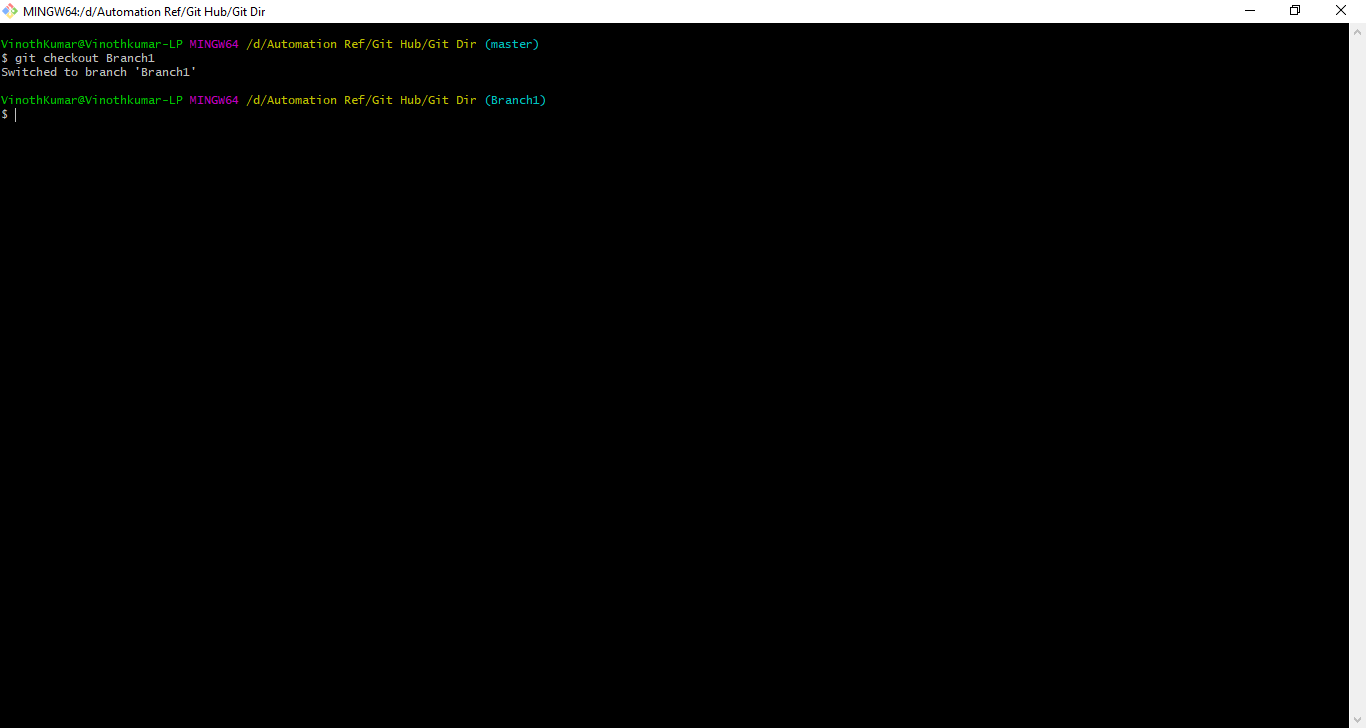 MINGW64:/d/Automation Ref/Git Hub/Git Dir
VinothKumar@Vinothkumar-LP MINGW64 /d/Automation Ref/Git Hub/Git Dir (master)
$ git checkout Branch1
Switched to branch 'Branch1'
VinothKumar@Vinothkumar-LP MINGW64 /d/Automation Ref/Git Hub/Git Dir (Branch1)
$